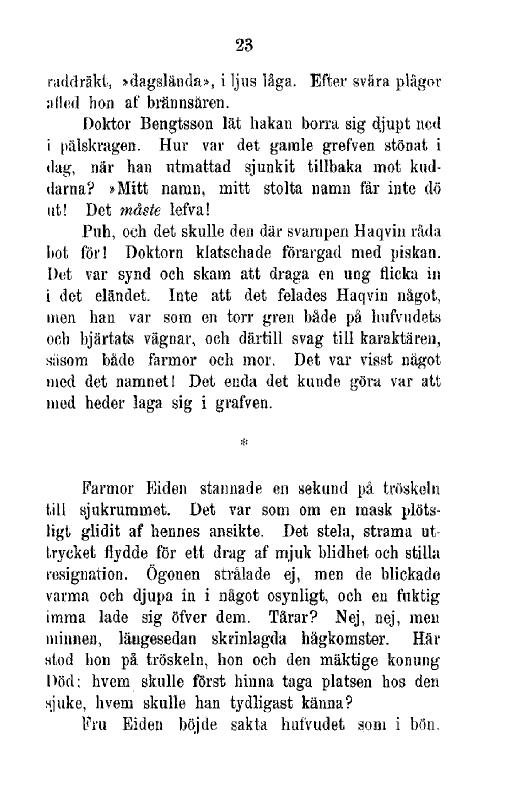 23
raddräkt, »dagslända», i ljus låga. Efter svåra plågor
afled hon af brännsåren.
Doktor Bengtsson lät hakan borra sig djupt ned
i pälskragen. Hur var det gamle grefven stönat i
dag, när han utmattad sjunkit tillbaka mot kud-
darna? »Mitt namn, mitt stolta namn får inte dö
ut! Det måste lefva!
Puh, och det skulle den där svampen Haqvin råda
bot för! Doktorn klatschade förargad med piskan.
Det var synd och skam att draga en ung flicka in
i det eländet. Inte att det felades Haqvin något,
men han var som en torr gren både på hufvudets
och hjärtats vägnar, och därtill svag till karaktären,
såsom både farmor och mor. Det var visst något
med det namnet! Det enda det kunde göra var att
med heder laga sig i grafven.
*
Farmor Eiden stannade en sekund på tröskeln
till sjukrummet. Det var som om en mask plöts-
ligt glidit af hennes ansikte. Det stela, strama ut-
trycket flydde för ett drag af mjuk blidhet och stilla
resignation. Ögonen strålade ej, men de blickade
varma och djupa in i något osynligt, och en fuktig
imma lade sig öfver dem. Tårar? Nej, nej, men
minnen, längesedan skrinlagda hågkomster. Här
stod hon på tröskeln, hon och den mäktige konung
Död; hvem skulle först hinna taga platsen hos den
sjuke, hvem skulle han tydligast känna?
Fru Eiden böjde sakta hufvudet som i bön.